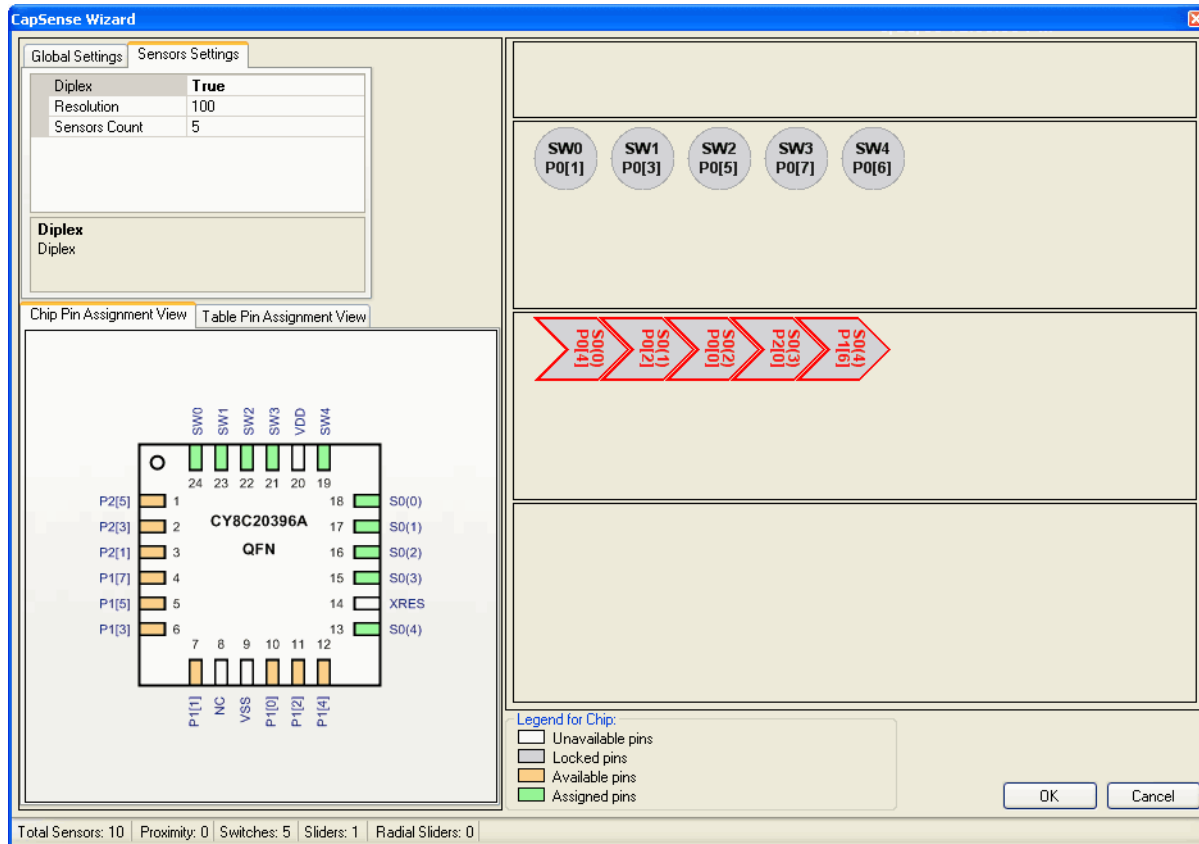 CapSense Wizard
Global Settings
Sensors Settings
Diplex True
Resolution 100
Sensors Count 5
Diplex
Diplex
Chip Pin Assignment View
Table Pin Assignment View
SW0
SW1
SW2
SW3
VDD
SW4
24 23 22 21 20 19
P2[5] 1
P2[3] 2
P2[1] 3
P1[7] 4
P1[5] 5
P1[3] 6
CY8C20396A
QFN
18 S0(0)
17 S0(1)
16 S0(2)
15 S0(3)
14 XRES
13 S0(4)
7 8 9 10 11 12
P1[1]
NC
VSS
P1[0]
P1[2]
P1[4]
SW0
P0[1]
SW1
P0[3]
SW2
P0[5]
SW3
P0[7]
SW4
P0[6]
S0(0)
P0[4]
S0(1)
P0[2]
S0(2)
P0[0]
S0(3)
P2[0]
S0(4)
P1[6]
Legend for Chip:
Unavailable pins
Locked pins
Available pins
Assigned pins
OK
Cancel
Total Sensors: 10 Proximity: 0 Switches: 5 Sliders: 1 Radial Sliders: 0